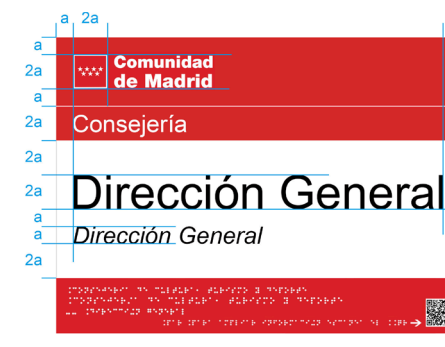 a 2a
a
Comunidad
2a
de Madrid
a
2a
Consejería
2a
2a
Dirección General
a
a
Dirección General
2a